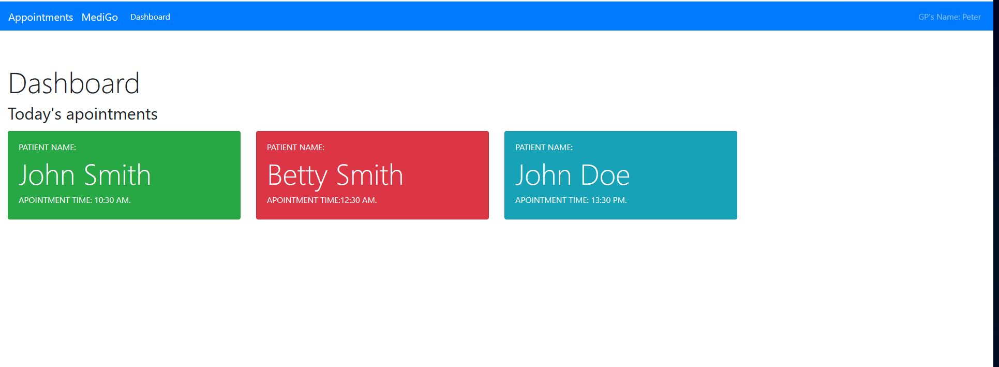 Appointments MediGo Dashboard GP's Name: Peter
Dashboard
Today's apointments
PATIENT NAME:
John Smith
APOINTMENT TIME: 10:30 AM.
PATIENT NAME:
Betty Smith
APOINTMENT TIME:12:30 AM.
PATIENT NAME:
John Doe
APOINTMENT TIME: 13:30 PM.